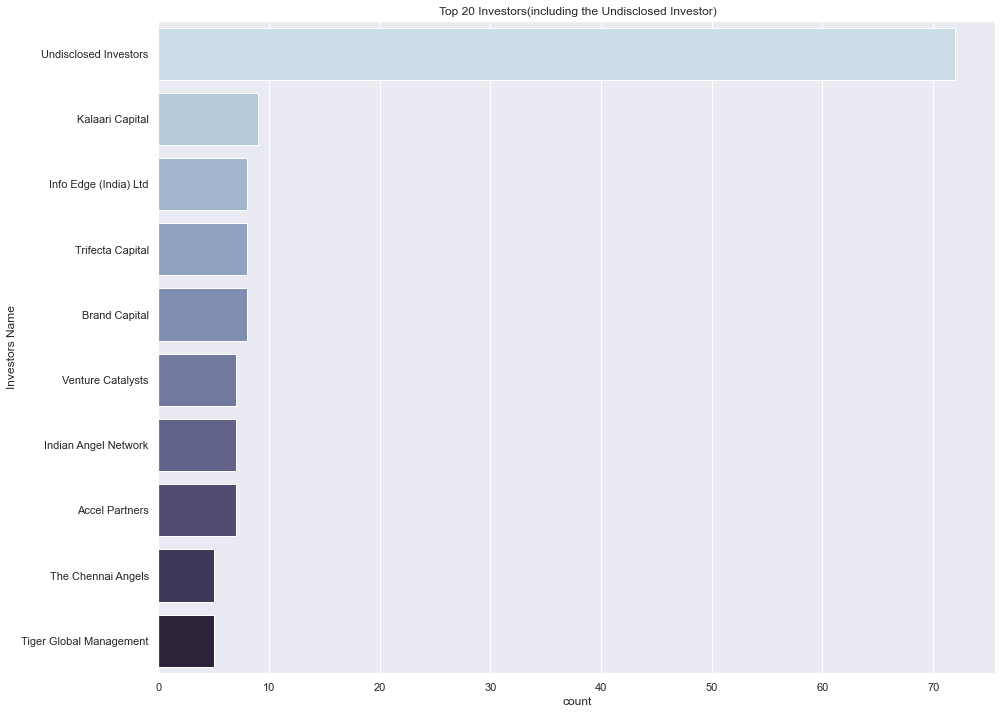 Top 20 Investors(including the Undisclosed Investor)
Investors Name
Undisclosed Investors
Kalaari Capital
Info Edge (India) Ltd
Trifecta Capital
Brand Capital
Venture Catalysts
Indian Angel Network
Accel Partners
The Chennai Angels
Tiger Global Management
0 10 20 30 40 50 60 70
count